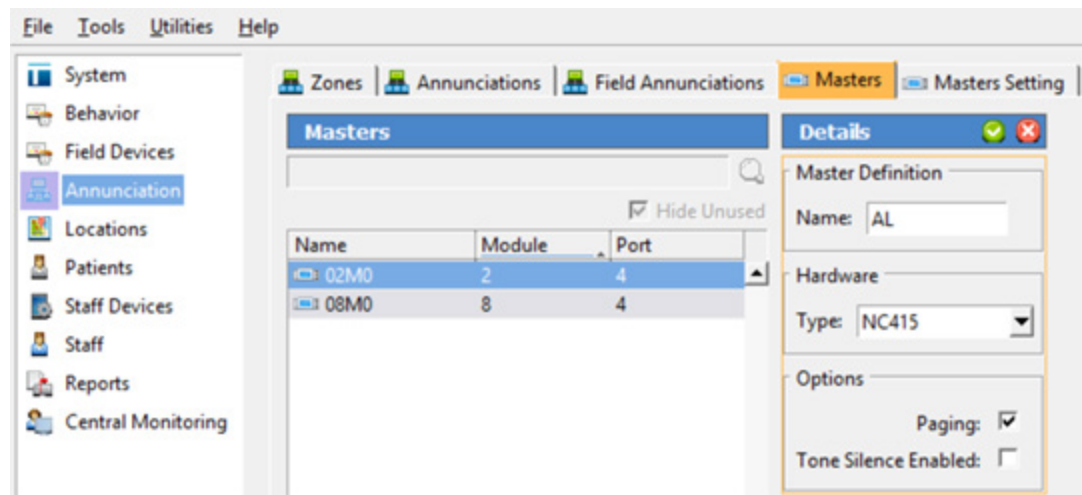 File Tools Utilities Help
System
Behavior
Field Devices
Annunciation
Locations
Patients
Staff Devices
Staff
Reports
Central Monitoring
Zones Annunciations Field Annunciations Masters Masters Setting
Masters
Hide Unused
Name Module Port
02M0 2 4
08M0 8 4
Details
Master Definition
Name: AL
Hardware
Type: NC415
Options
Paging:
Tone Silence Enabled: